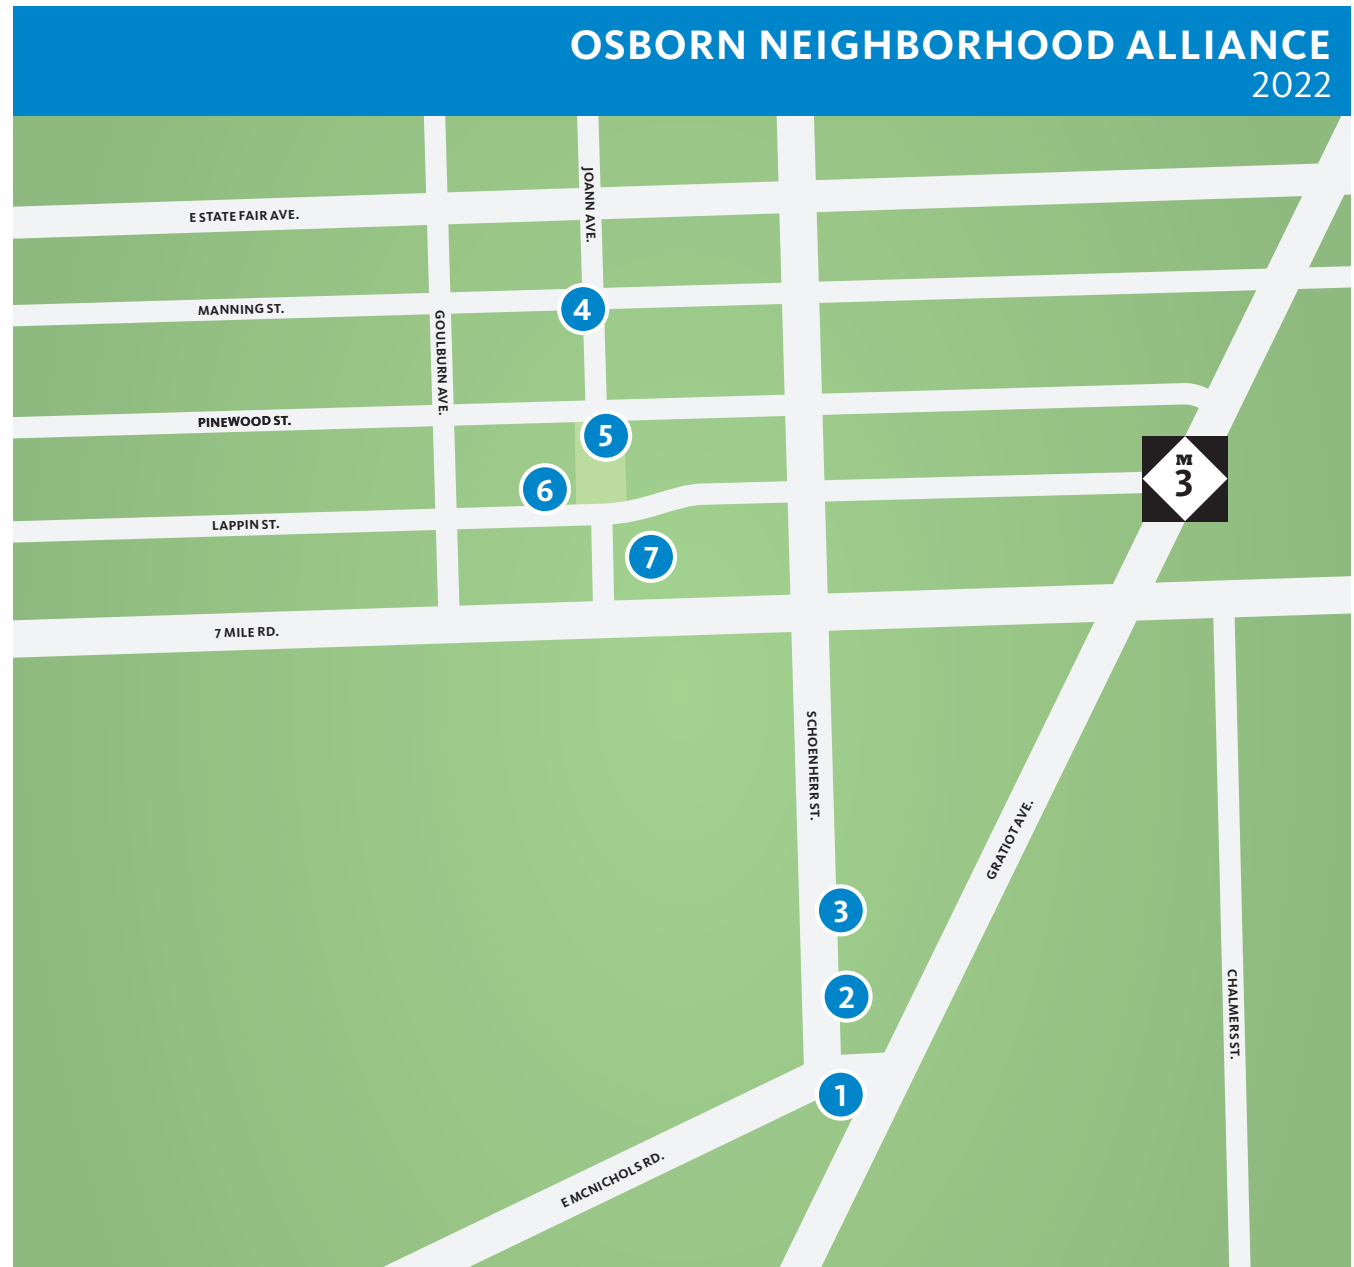 OSBORN NEIGHBORHOOD ALLIANCE
2022
JOANN AVE.
E STATE FAIR AVE.
MANNING ST.
4
GOULBURN AVE.
PINEWOOD ST.
5
M
3
6
LAPPIN ST.
7
7 MILE RD.
SCHOENHERR ST.
GRATIOT AVE.
3
2
CHALMERS ST.
1
E MCNICHOLS RD.